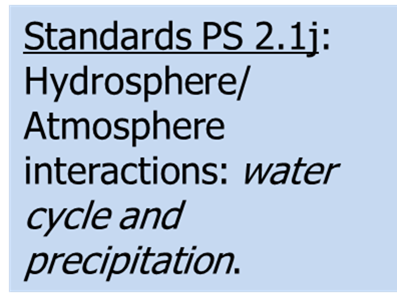 Standards PS 2.1j:
Hydrosphere/
Atmosphere
interactions: water
cycle and
precipitation.